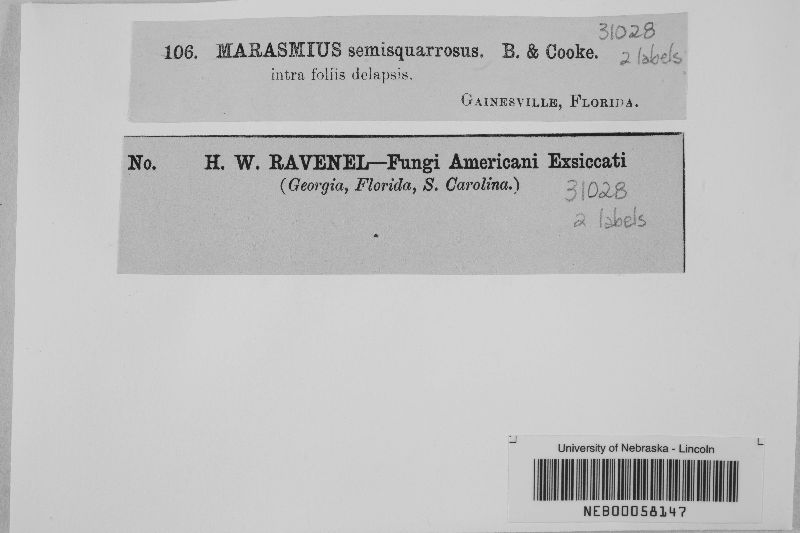 106. MARASMIUS semisquarrosus. B. & Cooke. 31028
2 labels
intra foliis delapsis.
GAINESVILLE, FLORIDA.
No. H. W. RAVENEL—Fungi Americani Exsiccati
(Georgia, Florida, S. Carolina.)
31028
2 labels
University of Nebraska - Lincoln
NEB00058147